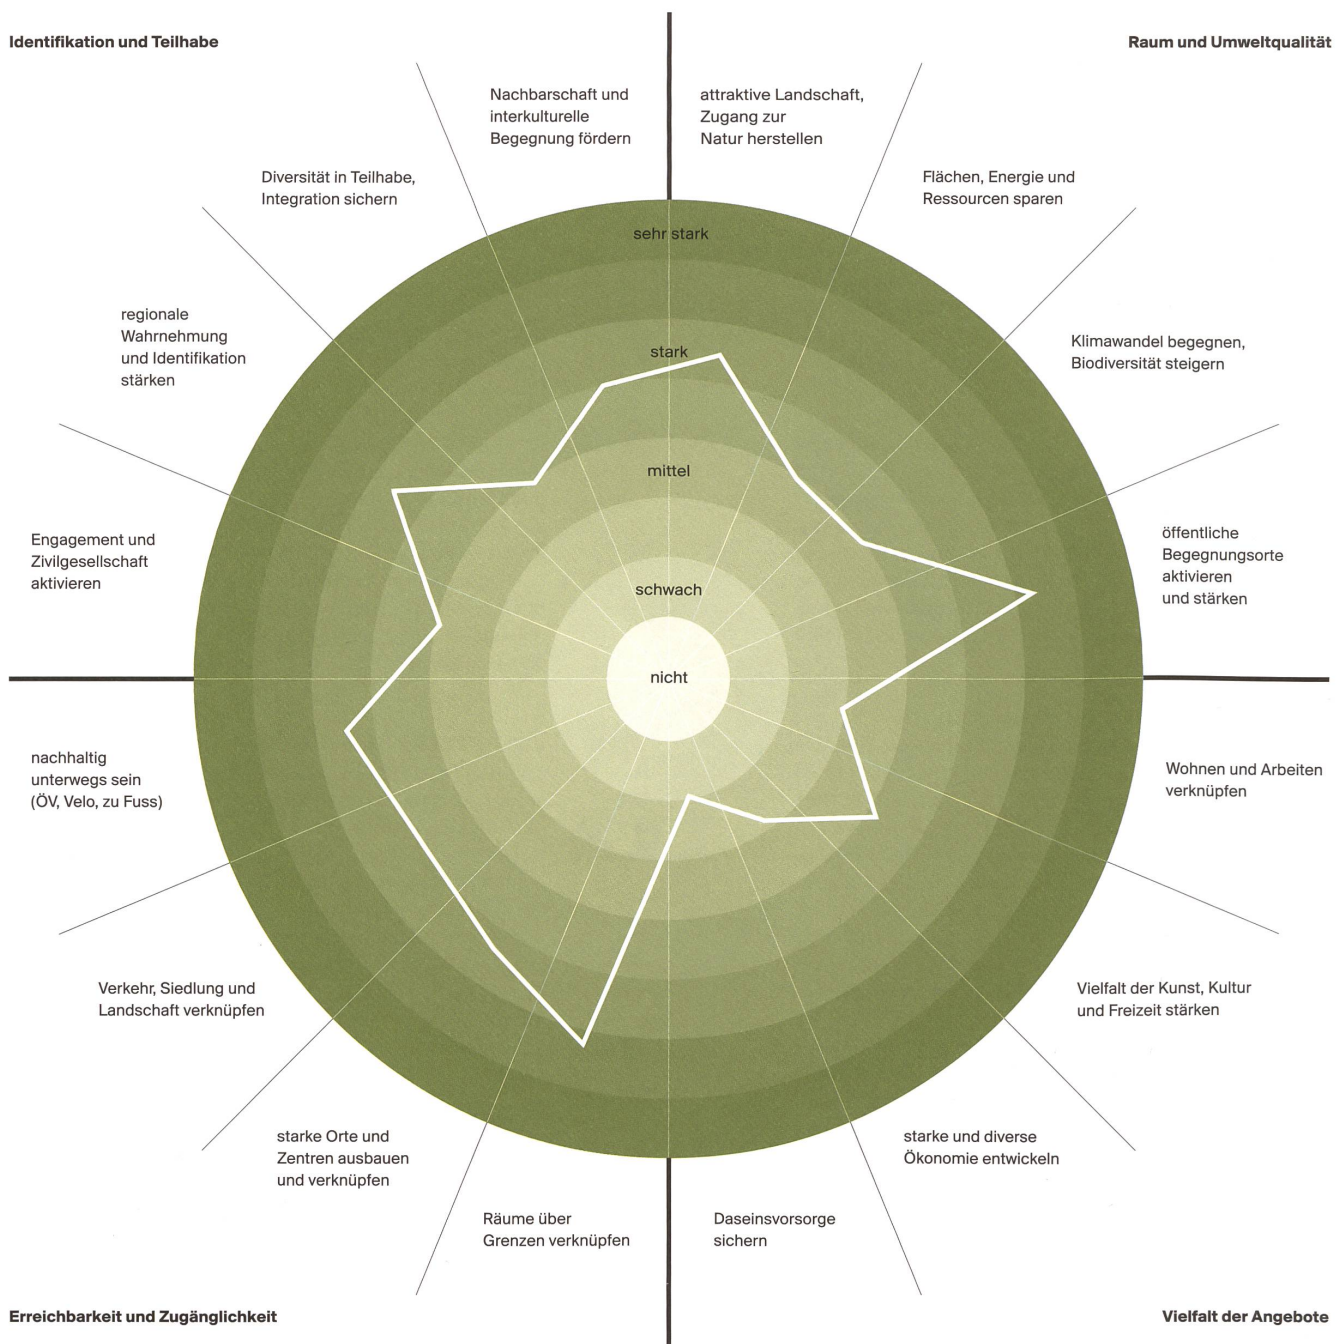 Identifikation und Teilhabe
Raum und Umweltqualität
Nachbarschaft und
interkulturelle
Begegnung fördern
attraktive Landschaft,
Zugang zur
Natur herstellen
Diversität in Teilhabe,
Integration sichern
Flächen, Energie und
Ressourcen sparen
regionale
Wahrnehmung
und Identifikation
stärken
Klimawandel begegnen,
Biodiversität steigern
Engagement und
Zivilgesellschaft
aktivieren
öffentliche
Begegnungsorte
aktivieren
und stärken
sehr stark
stark
mittel
schwach
nicht
nachhaltig
unterwegs sein
(ÖV, Velo, zu Fuss)
Wohnen und Arbeiten
verknüpfen
Verkehr, Siedlung und
Landschaft verknüpfen
Vielfalt der Kunst, Kultur
und Freizeit stärken
starke Orte und
Zentren ausbauen
und verknüpfen
starke und diverse
Ökonomie entwickeln
Räume über
Grenzen verknüpfen
Daseinsvorsorge
sichern
Erreichbarkeit und Zugänglichkeit
Vielfalt der Angebote